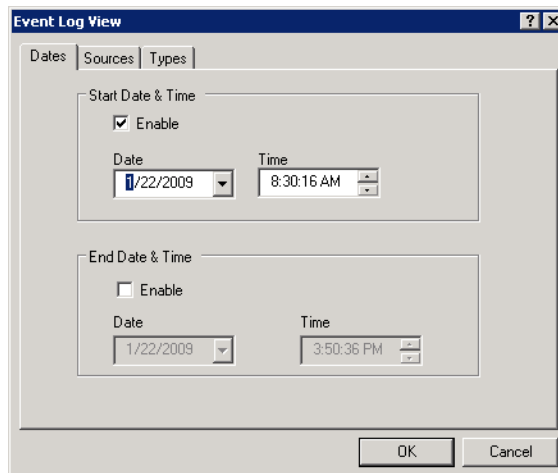 Event Log View
Dates Sources Types
Start Date & Time
Enable
Date Time
1/22/2009 8:30:16 AM
End Date & Time
Enable
Date Time
1/22/2009 3:50:36 PM
OK Cancel